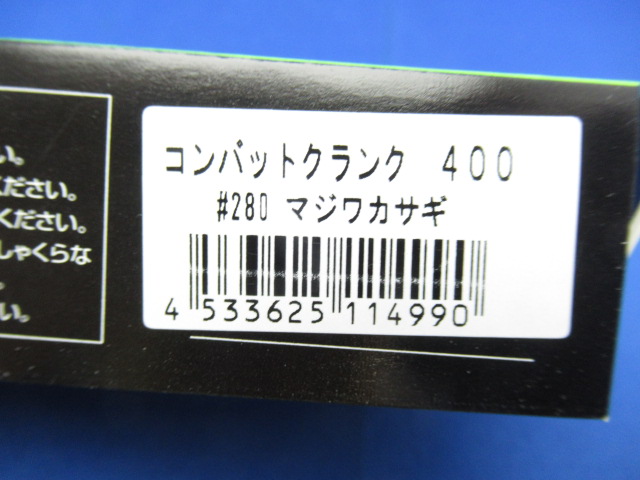 い。
ください。
ください。
しゃくらな
。
い。
コンバットクランク 400
#280 マジワカサギ
4 533625 114990